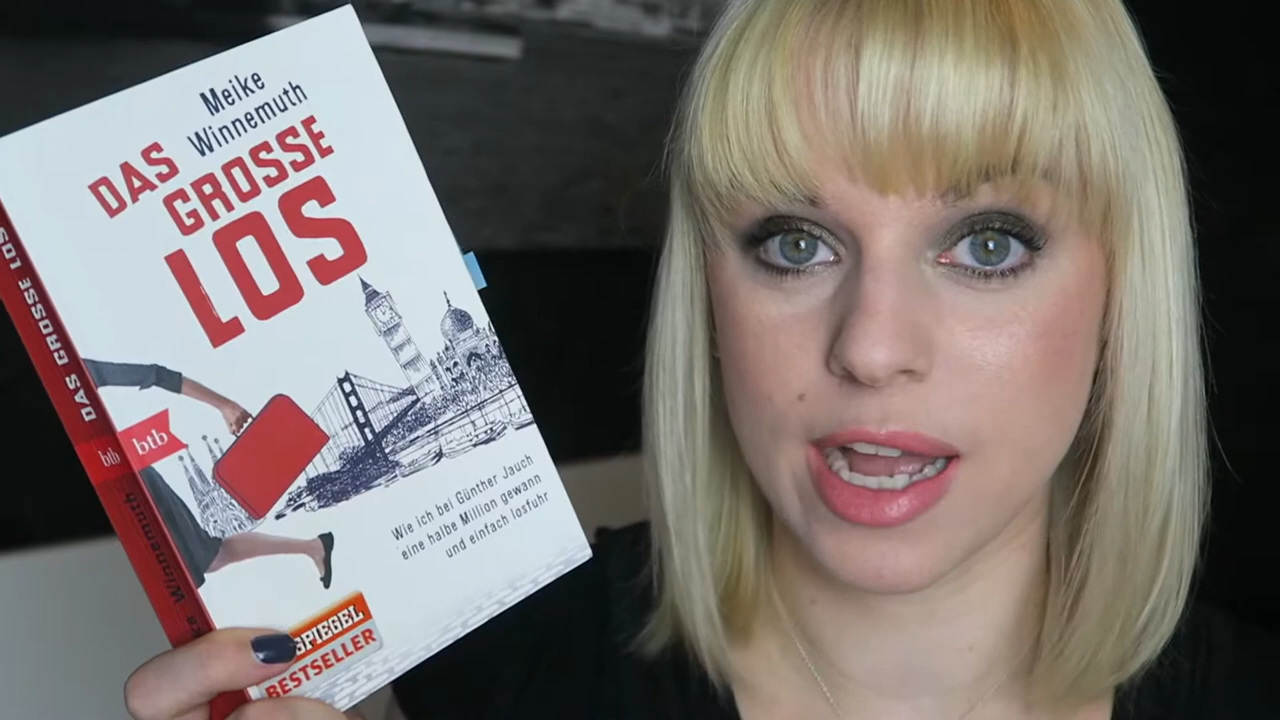 Meike
Winnemuth
DAS
GROSSE
LOS
btb
Wie ich bei Günther Jauch
eine halbe Million gewann
und einfach losfuhr
SPIEGEL
BESTSELLER
DAS GROSSE LOS
btb
Winnemuth